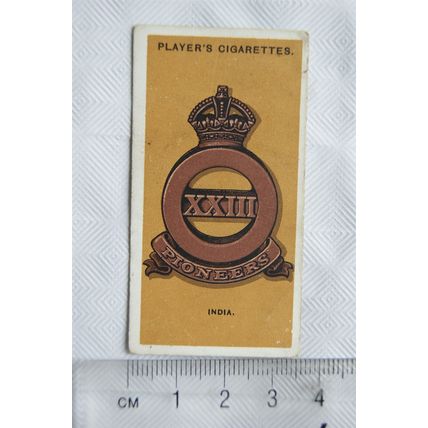 PLAYER'S CIGARETTES.
XXIII
PIONEERS
INDIA.
CM 1 2 3 4